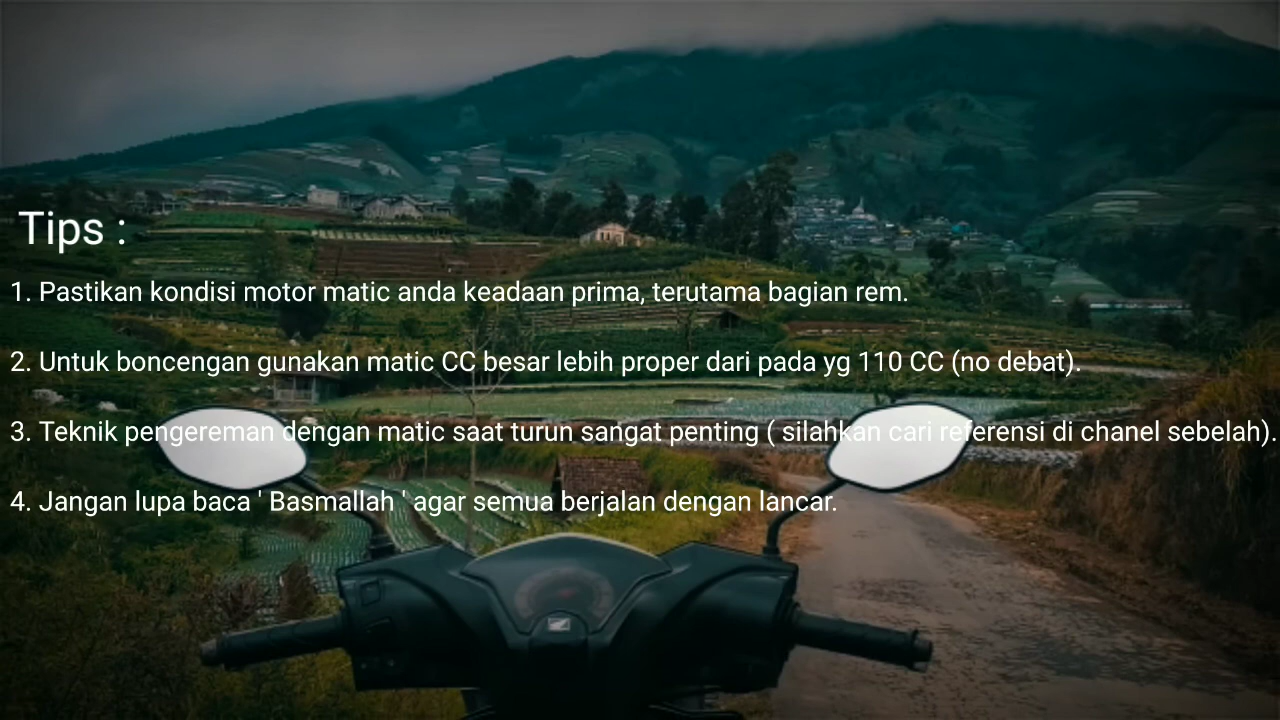 Tips :
1. Pastikan kondisi motor matic anda keadaan prima, terutama bagian rem.
2. Untuk boncengan gunakan matic CC besar lebih proper dari pada yg 110 CC (no debat).
3. Teknik pengereman dengan matic saat turun sangat penting ( silahkan cari referensi di chanel sebelah).
4. Jangan lupa baca ' Basmallah ' agar semua berjalan dengan lancar.